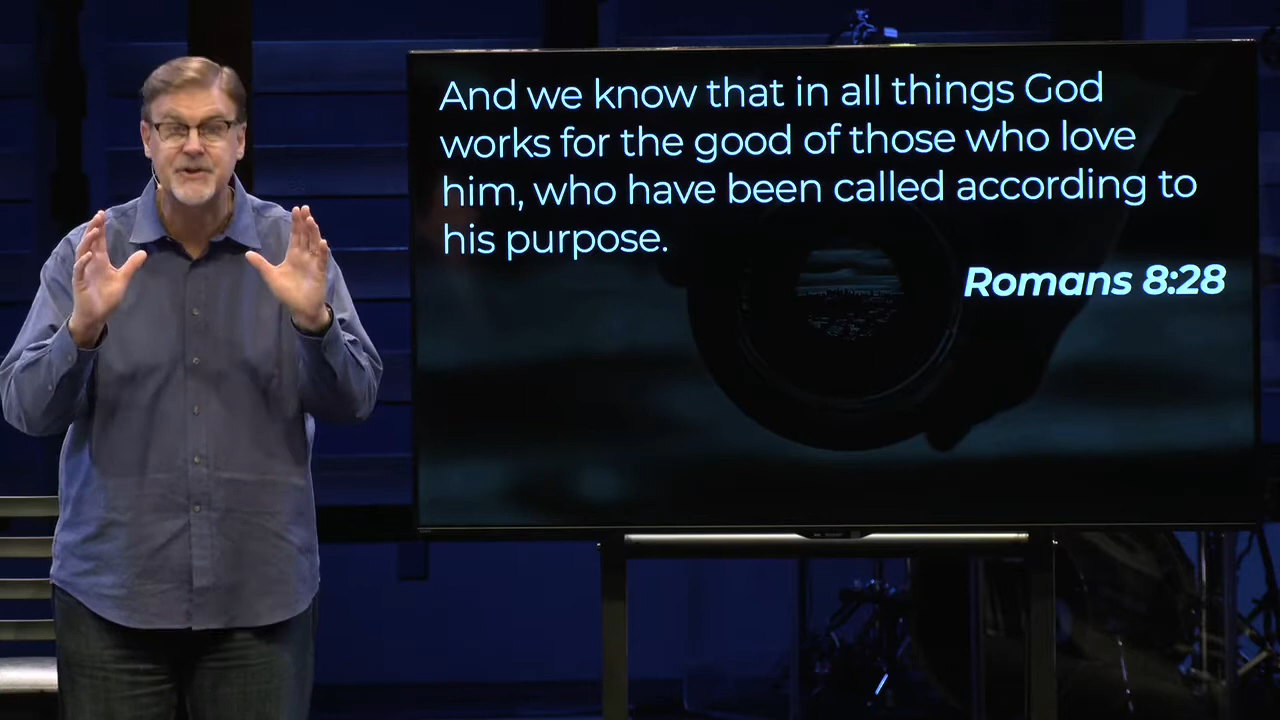 And we know that in all things God
works for the good of those who love
him, who have been called according to
his purpose.
Romans 8:28